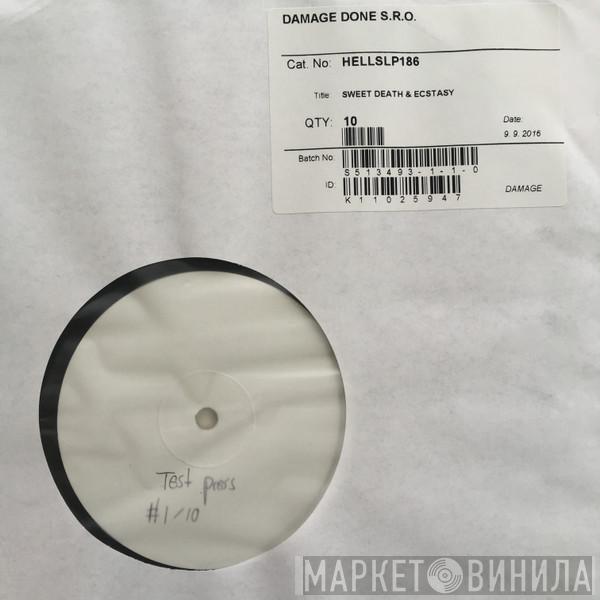 DAMAGE DONE S.R.O.
Cat. No: HELLSLP186
Title: SWEET DEATH & ECSTASY
QTY: 10
Date:
9. 9. 2016
Batch No.
S513493-1-1-0
ID:
K11025947
DAMAGE
Test press
#1/10
МАРКЕТ ВИНИЛА